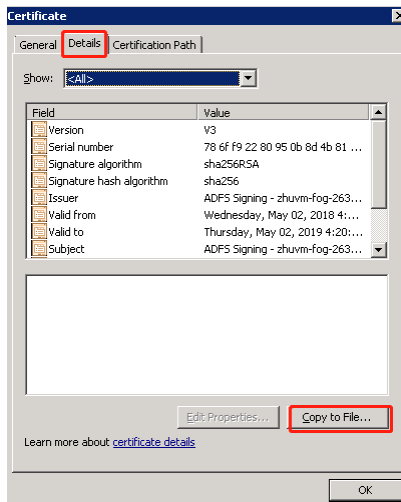 Certificate
General Details Certification Path
Show: <All>
Field Value
Version V3
Serial number 78 6f f9 22 80 95 0b 8d 4b 81 ...
Signature algorithm sha256RSA
Signature hash algorithm sha256
Issuer ADFS Signing - zhuvm-fog-263...
Valid from Wednesday, May 02, 2018 4:...
Valid to Thursday, May 02, 2019 4:20:...
Subject ADFS Signing - zhuvm-fog-263...
Edit Properties... Copy to File...
Learn more about certificate details
OK